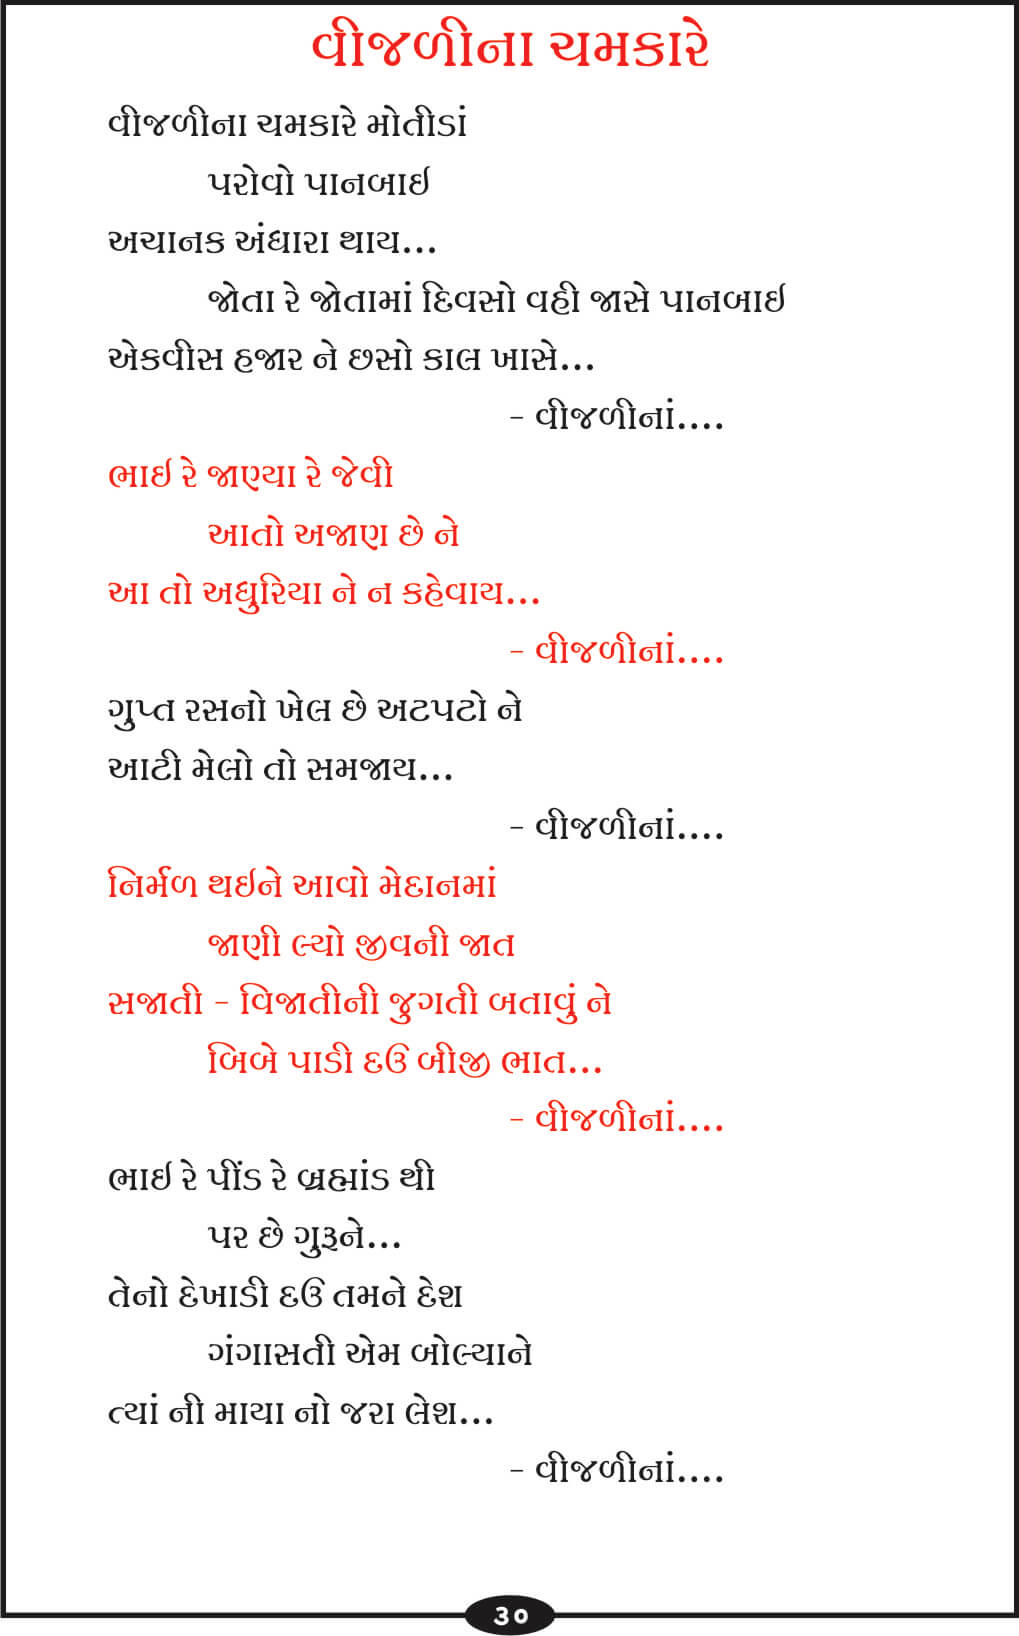 વીજળીના ચમકારે
વીજળીના ચમકારે મોતીડાં
પરોવો પાનબાઈ
અચાનક અંધારા થાય...
જોતા રે જોતામાં દિવસો વહી જાસે પાનબાઈ
એકવીસ હજાર ને છસો કાલ ખાસે...
- વીજળીનાં....
ભાઈ રે જાણ્યા રે જેવી
આતો અજાણ છે ને
આ તો અધુરિયા ને ન કહેવાય...
- વીજળીનાં....
ગુપ્ત રસનો ખેલ છે અટપટો ને
આટી મેલો તો સમજાય...
- વીજળીનાં....
નિર્મળ થઈને આવો મેદાનમાં
જાણી લ્યો જીવની જાત
સજાતી - વિજાતીની જુગતી બતાવું ને
બિબે પાડી દઉં બીજી ભાત...
- વીજળીનાં....
ભાઈ રે પીંડ રે બ્રહ્માંડ થી
પર છે ગુરૂને...
તેનો દેખાડી દઉં તમને દેશ
ગંગાસતી એમ બોલ્યાને
ત્યાં ની માયા નો જરા લેશ...
- વીજળીનાં....
૩૦